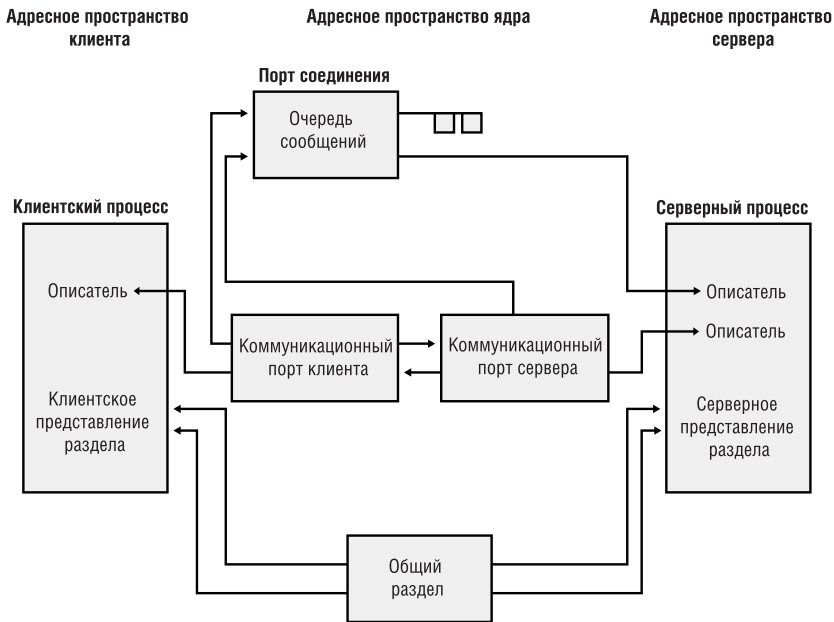 Адресное пространство
клиента
Адресное пространство ядра
Адресное пространство
сервера
Порт соединения
Очередь
сообщений
Клиентский процесс
Серверный процесс
Описатель
Описатель
Описатель
Коммуникационный
порт клиента
Коммуникационный
порт сервера
Клиентское
представление
раздела
Серверное
представление
раздела
Общий
раздел